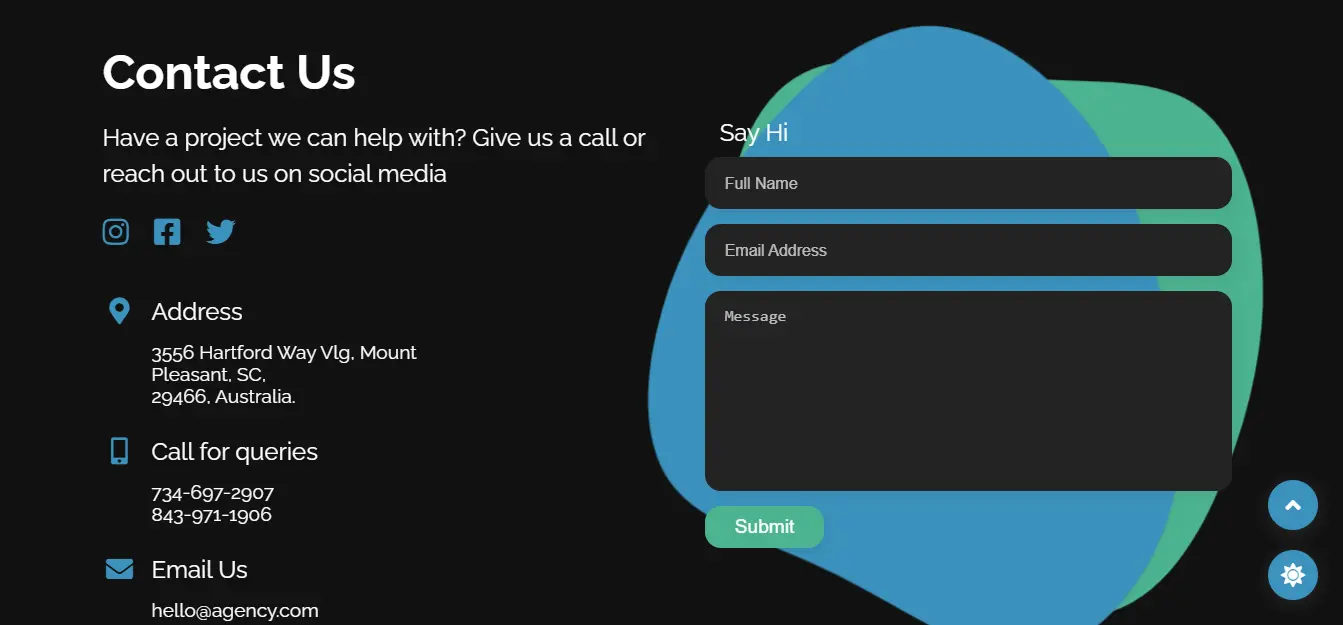 Contact Us
Have a project we can help with? Give us a call or
reach out to us on social media
Address
3556 Hartford Way Vlg, Mount
Pleasant, SC,
29466, Australia.
Call for queries
734-697-2907
843-971-1906
Email Us
hello@agency.com
Say Hi
Full Name
Email Address
Message
Submit